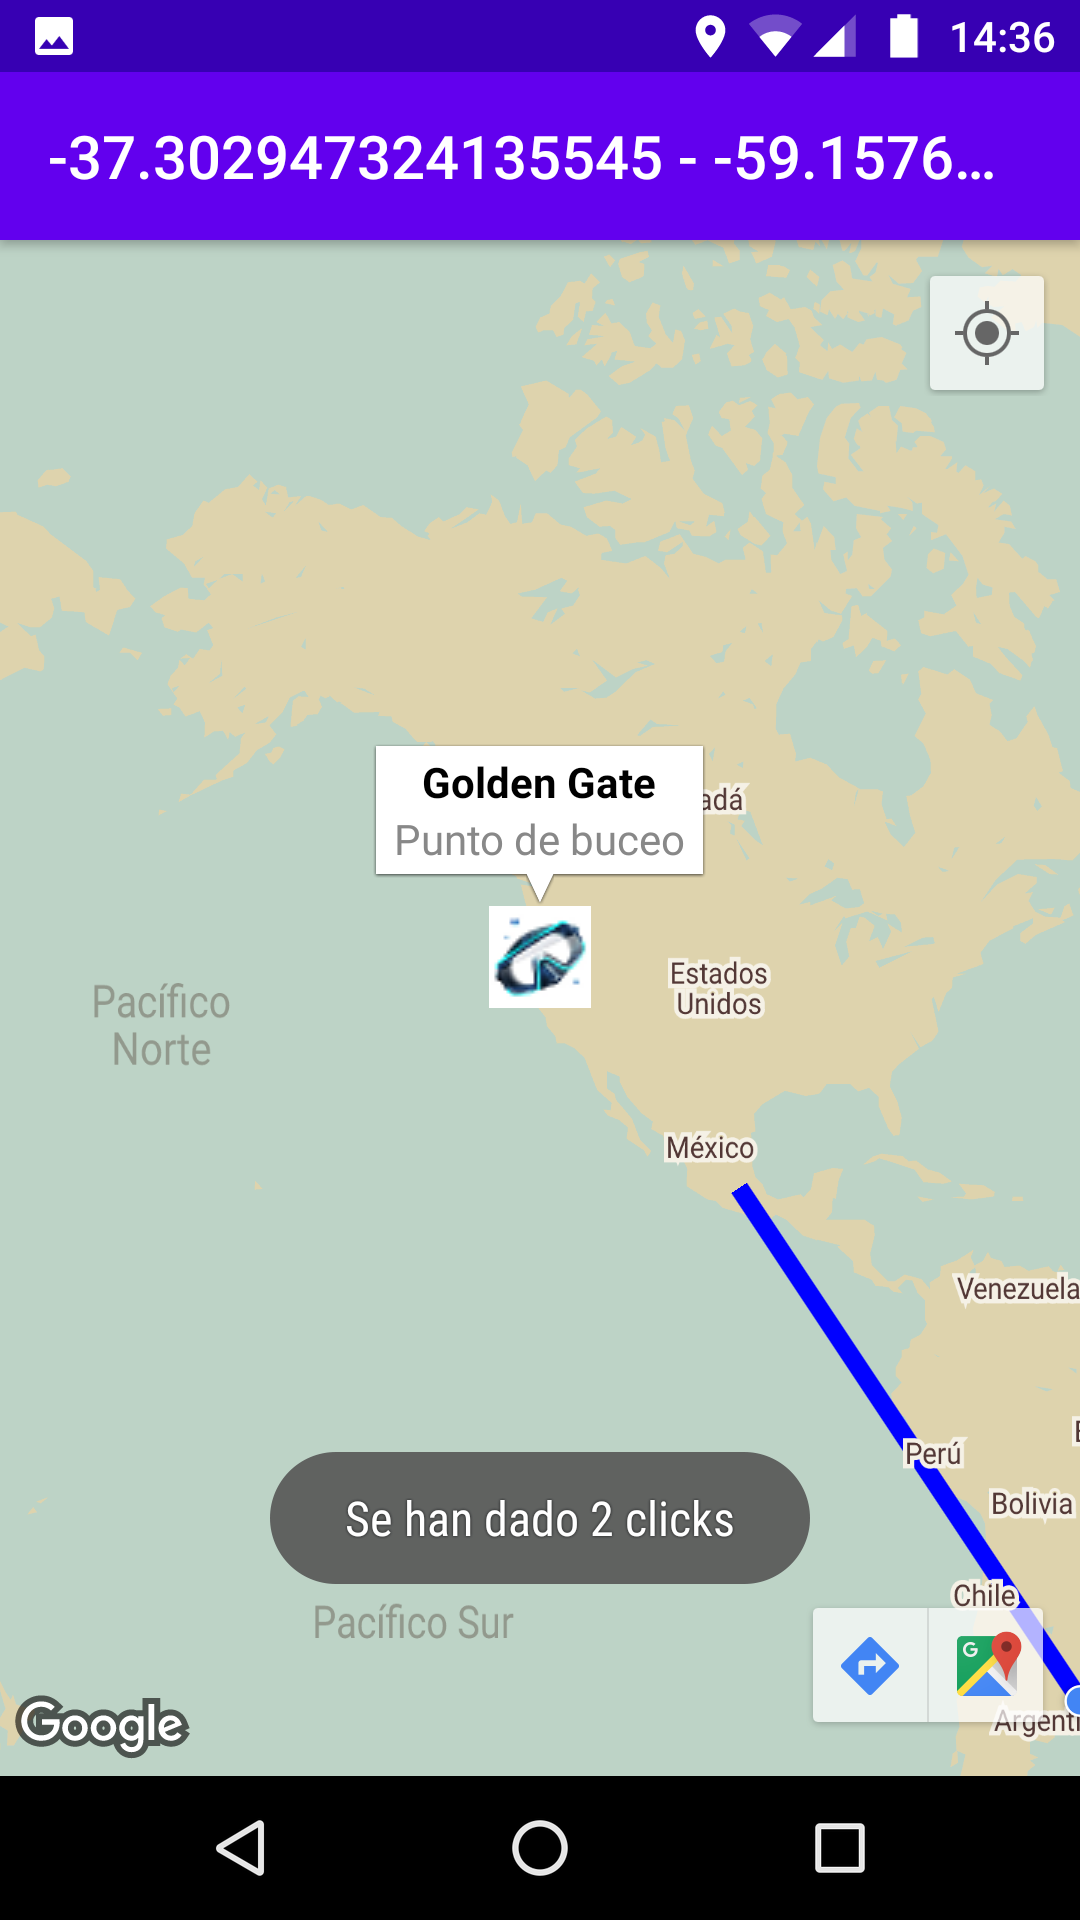 14:36
-37.302947324135545 - -59.1576…
Golden Gate
adá
Punto de buceo
Estados
Unidos
Pacífico
Norte
México
Venezuela
Perú
Bolivia
Se han dado 2 clicks
Chile
Pacífico Sur
G
Argenti
Google